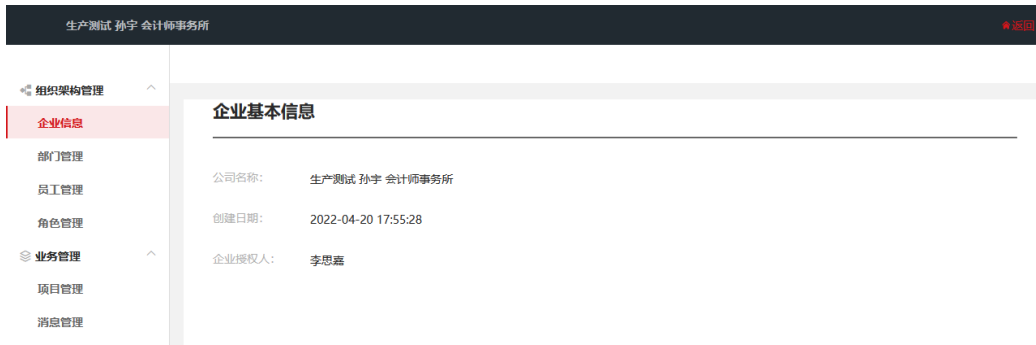 生产测试 孙宇 会计师事务所
返回
组织架构管理
企业信息
部门管理
员工管理
角色管理
业务管理
项目管理
消息管理
企业基本信息
公司名称: 生产测试 孙宇 会计师事务所
创建日期: 2022-04-20 17:55:28
企业授权人: 李思嘉